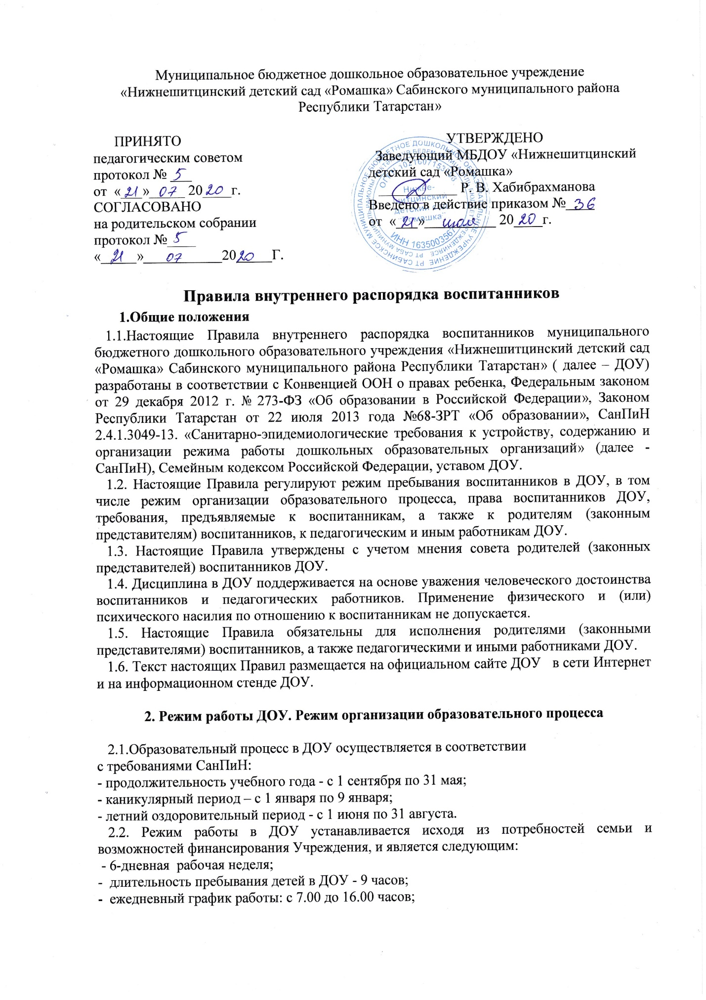 Муниципальное бюджетное дошкольное образовательное учреждение
«Нижнешитцинский детский сад «Ромашка» Сабинского муниципального района
Республики Татарстан»
ПРИНЯТО
педагогическим советом
протокол № 5
от «21» 07 2020 г.
СОГЛАСОВАНО
на родительском собрании
протокол № 5
«21» 07 2020 Г.
УТВЕРЖДЕНО
Заведующий МБДОУ «Нижнешитцинский
детский сад «Ромашка»
Р. В. Хабибрахманова
Введено в действие приказом № 36
от «21» июл 2020 г.
Нижне-
шитцинский
детский сад
"Ромашка"
ИНН 1635003567
Правила внутреннего распорядка воспитанников
1.Общие положения
1.1.Настоящие Правила внутреннего распорядка воспитанников муниципального
бюджетного дошкольного образовательного учреждения «Нижнешитцинский детский сад
«Ромашка» Сабинского муниципального района Республики Татарстан» ( далее – ДОУ)
разработаны в соответствии с Конвенцией ООН о правах ребенка, Федеральным законом
от 29 декабря 2012 г. № 273-ФЗ «Об образовании в Российской Федерации», Законом
Республики Татарстан от 22 июля 2013 года №68-ЗРТ «Об образовании», СанПиН
2.4.1.3049-13. «Санитарно-эпидемиологические требования к устройству, содержанию и
организации режима работы дошкольных образовательных организаций» (далее -
СанПиН), Семейным кодексом Российской Федерации, уставом ДОУ.
1.2. Настоящие Правила регулируют режим пребывания воспитанников в ДОУ, в том
числе режим организации образовательного процесса, права воспитанников ДОУ,
требования, предъявляемые к воспитанникам, а также к родителям (законным
представителям) воспитанников, к педагогическим и иным работникам ДОУ.
1.3. Настоящие Правила утверждены с учетом мнения совета родителей (законных
представителей) воспитанников ДОУ.
1.4. Дисциплина в ДОУ поддерживается на основе уважения человеческого достоинства
воспитанников и педагогических работников. Применение физического и (или)
психического насилия по отношению к воспитанникам не допускается.
1.5. Настоящие Правила обязательны для исполнения родителями (законными
представителями) воспитанников, а также педагогическими и иными работниками ДОУ.
1.6. Текст настоящих Правил размещается на официальном сайте ДОУ в сети Интернет
и на информационном стенде ДОУ.
2. Режим работы ДОУ. Режим организации образовательного процесса
2.1.Образовательный процесс в ДОУ осуществляется в соответствии
с требованиями СанПиН:
- продолжительность учебного года - с 1 сентября по 31 мая;
- каникулярный период – с 1 января по 9 января;
- летний оздоровительный период - с 1 июня по 31 августа.
2.2. Режим работы в ДОУ устанавливается исходя из потребностей семьи и
возможностей финансирования Учреждения, и является следующим:
- 6-дневная рабочая неделя;
- длительность пребывания детей в ДОУ - 9 часов;
- ежедневный график работы: с 7.00 до 16.00 часов;